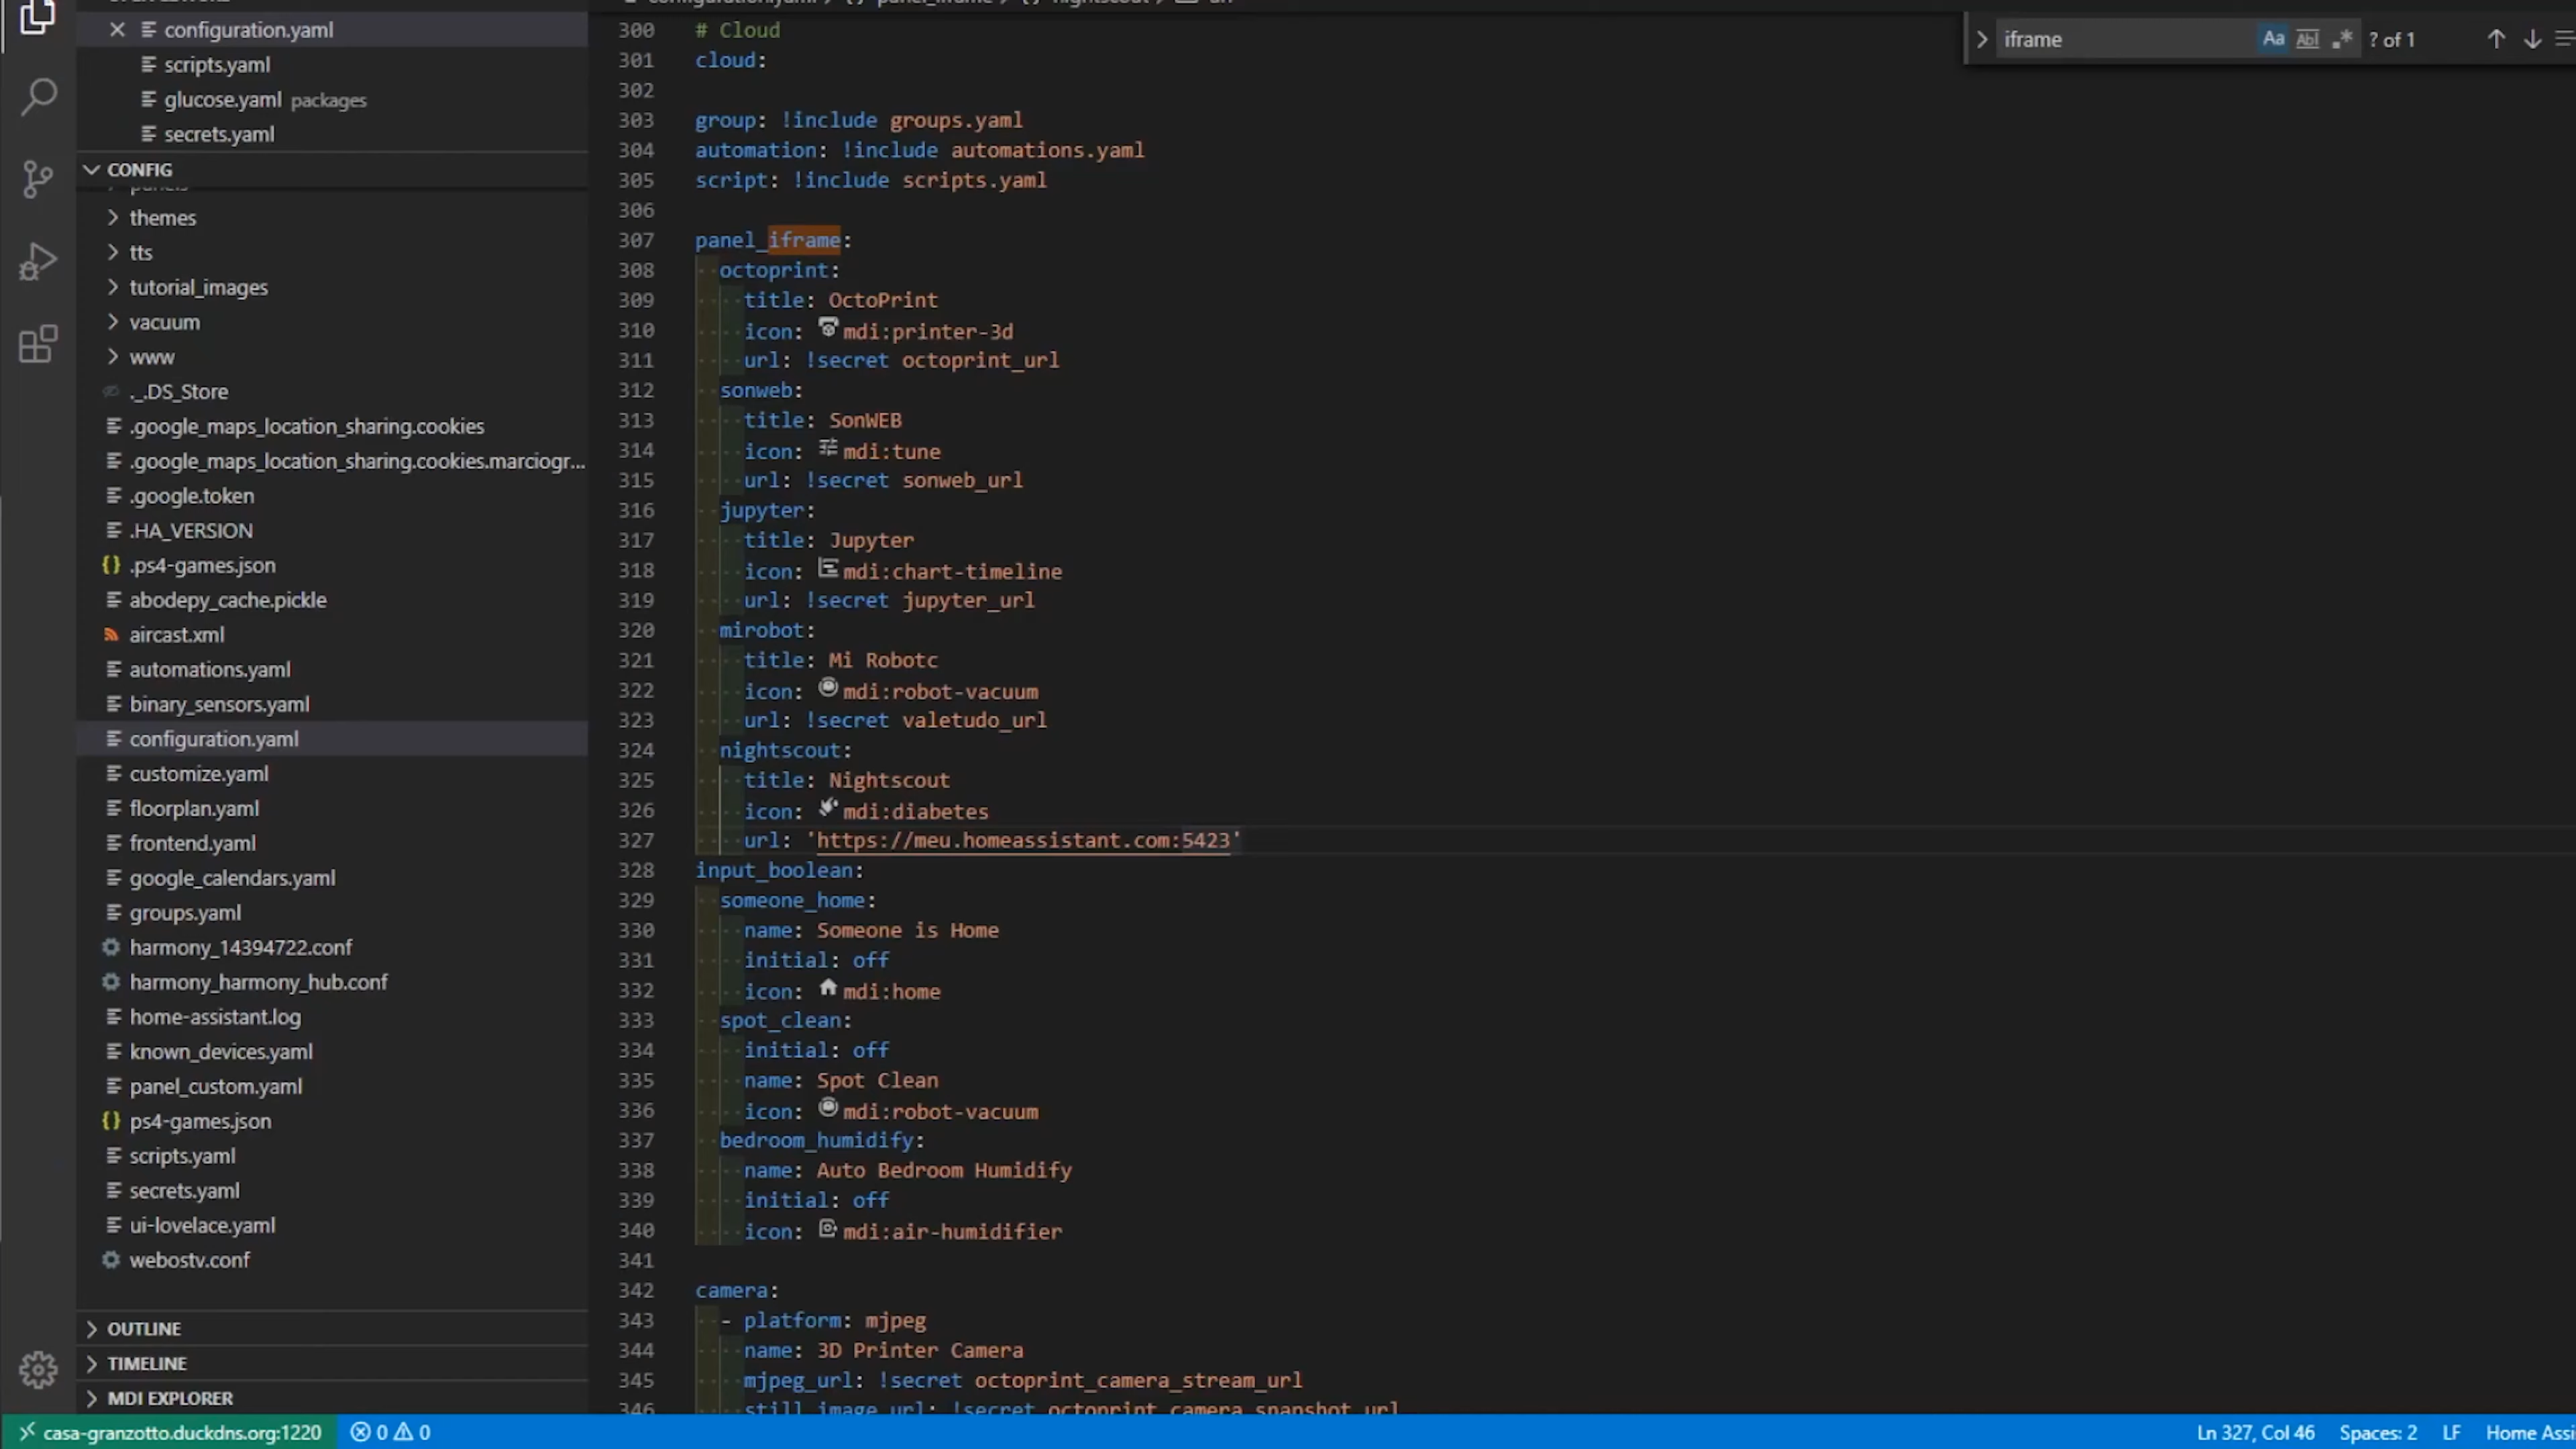 configuration.yaml
scripts.yaml
glucose.yaml packages
secrets.yaml
CONFIG
themes
tts
tutorial_images
vacuum
www
._.DS_Store
.google_maps_location_sharing.cookies
.google_maps_location_sharing.cookies.marciogr...
.google.token
.HA_VERSION
{} .ps4-games.json
abodepy_cache.pickle
aircast.xml
automations.yaml
binary_sensors.yaml
configuration.yaml
customize.yaml
floorplan.yaml
frontend.yaml
google_calendars.yaml
groups.yaml
harmony_14394722.conf
harmony_harmony_hub.conf
home-assistant.log
known_devices.yaml
panel_custom.yaml
{} ps4-games.json
scripts.yaml
secrets.yaml
ui-lovelace.yaml
webostv.conf
OUTLINE
TIMELINE
MDI EXPLORER
iframe Aa Abl .* ? of 1
300 # Cloud
301 cloud:
302
303 group: !include groups.yaml
304 automation: !include automations.yaml
305 script: !include scripts.yaml
306
307 panel_iframe:
308 octoprint:
309 title: OctoPrint
310 icon: mdi:printer-3d
311 url: !secret octoprint_url
312 sonweb:
313 title: SonWEB
314 icon: mdi:tune
315 url: !secret sonweb_url
316 jupyter:
317 title: Jupyter
318 icon: mdi:chart-timeline
319 url: !secret jupyter_url
320 mirobot:
321 title: Mi Robotc
322 icon: mdi:robot-vacuum
323 url: !secret valetudo_url
324 nightscout:
325 title: Nightscout
326 icon: mdi:diabetes
327 url: 'https://meu.homeassistant.com:5423'
328 input_boolean:
329 someone_home:
330 name: Someone is Home
331 initial: off
332 icon: mdi:home
333 spot_clean:
334 initial: off
335 name: Spot Clean
336 icon: mdi:robot-vacuum
337 bedroom_humidify:
338 name: Auto Bedroom Humidify
339 initial: off
340 icon: mdi:air-humidifier
341
342 camera:
343 - platform: mjpeg
344 name: 3D Printer Camera
345 mjpeg_url: !secret octoprint_camera_stream_url
346 still_image_url: !secret octoprint_camera_snapshot_url
casa-granzotto.duckdns.org:1220 0 0 Ln 327, Col 46 Spaces: 2 LF Home Assi